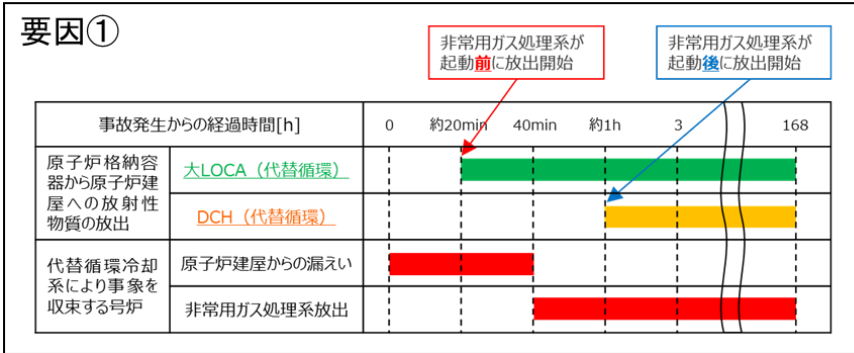 要因①
非常用ガス処理系が
起動前に放出開始
非常用ガス処理系が
起動後に放出開始
事故発生からの経過時間[h]
0
約20min
40min
約1h
3
168
原子炉格納容
器から原子炉建
屋への放射性
物質の放出
大LOCA（代替循環）
DCH（代替循環）
代替循環冷却
系により事象を
収束する号炉
原子炉建屋からの漏えい
非常用ガス処理系放出